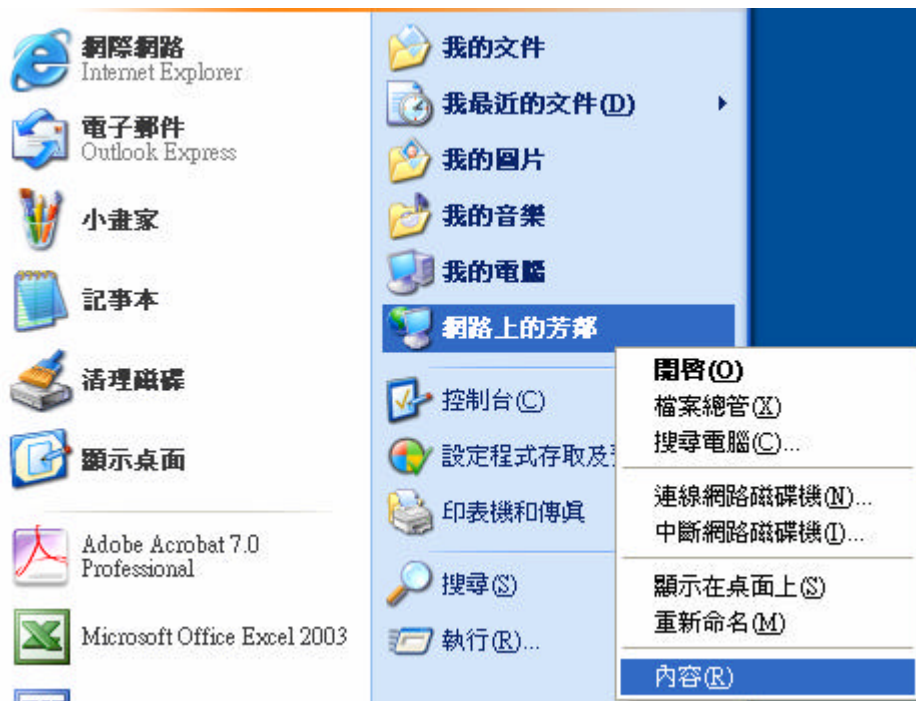 網際網路
Internet Explorer
電子郵件
Outlook Express
小畫家
記事本
清理磁碟
顯示桌面
Adobe Acrobat 7.0
Professional
Microsoft Office Excel 2003
我的文件
我最近的文件(D)
我的圖片
我的音樂
我的電腦
網路上的芳鄰
控制台(C)
設定程式存取及
印表機和傳真
搜尋(S)
執行(R)...
開啟(O)
檔案總管(X)
搜尋電腦(C)...
連線網路磁碟機(N)...
中斷網路磁碟機(I)...
顯示在桌面上(S)
重新命名(M)
內容(R)